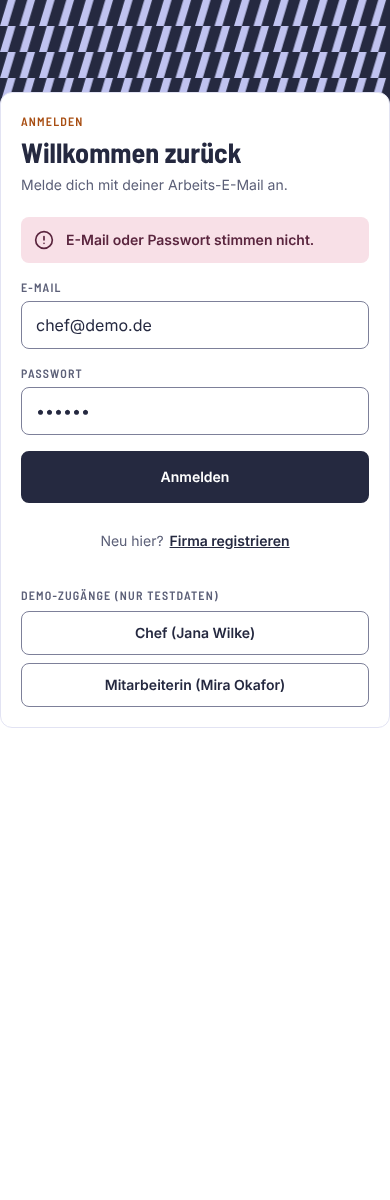 ANMELDEN
Willkommen zurück
Melde dich mit deiner Arbeits-E-Mail an.
E-Mail oder Passwort stimmen nicht.
E-MAIL
chef@demo.de
PASSWORT
••••••
Anmelden
Neu hier? Firma registrieren
DEMO-ZUGÄNGE (NUR TESTDATEN)
Chef (Jana Wilke)
Mitarbeiterin (Mira Okafor)